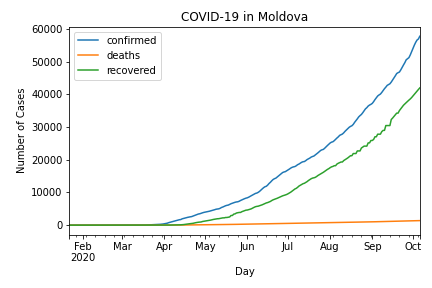 COVID-19 in Moldova
confirmed
deaths
recovered
Number of Cases
60000
50000
40000
30000
20000
10000
0
Feb Mar Apr May Jun Jul Aug Sep Oct
2020
Day